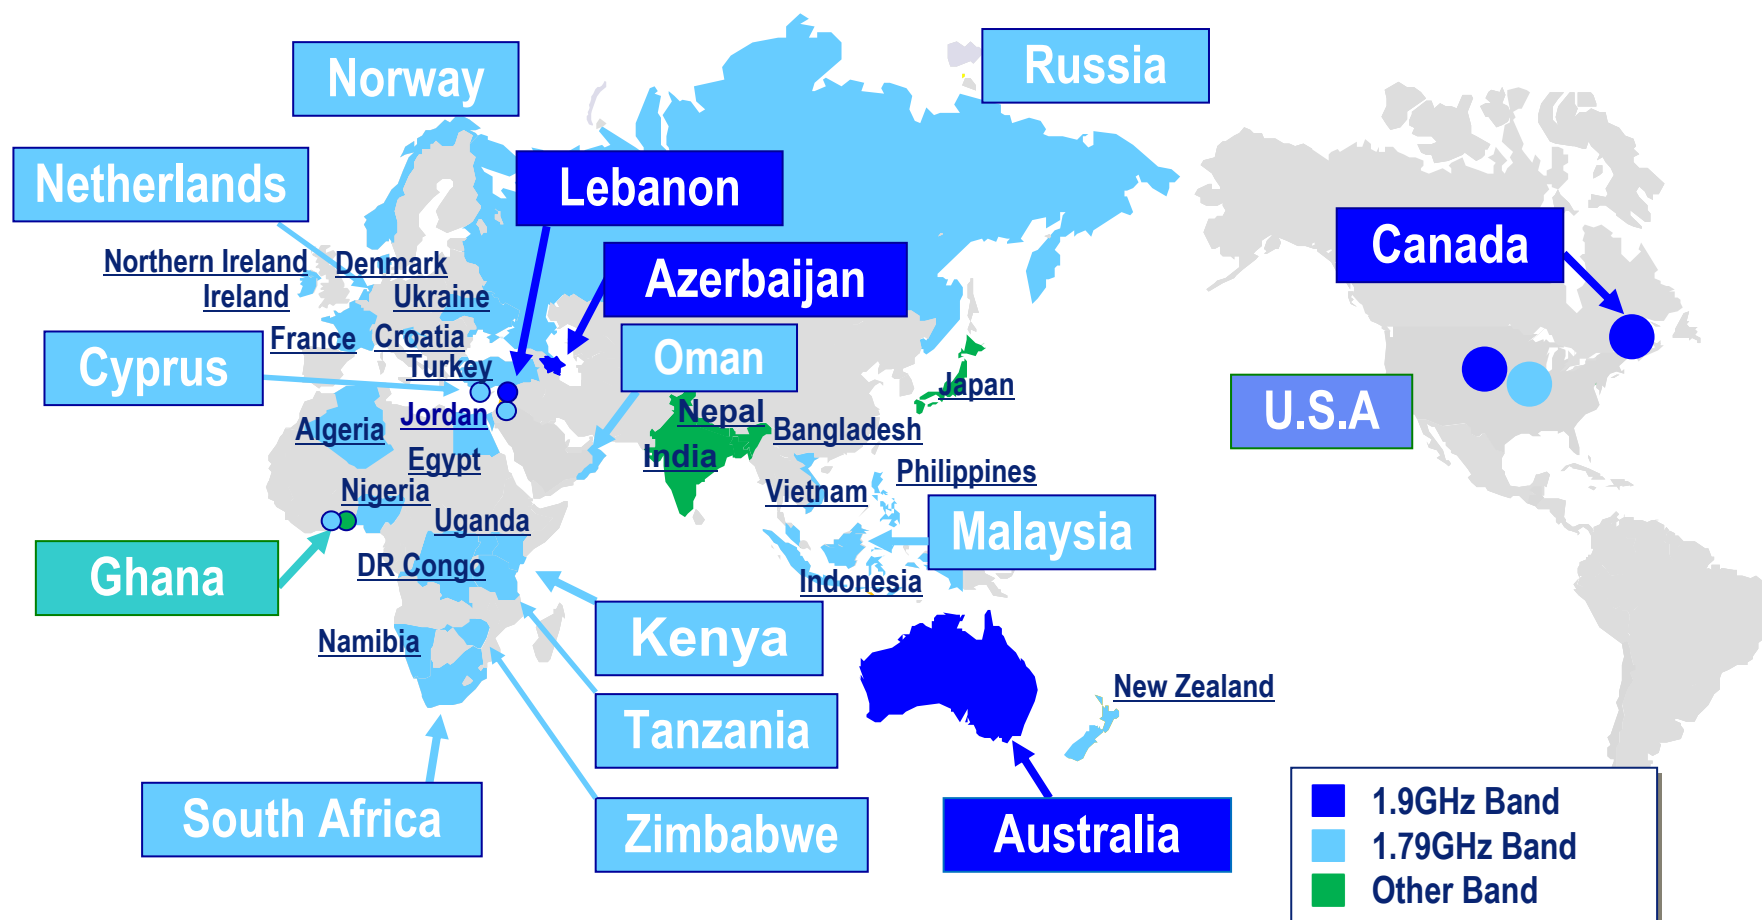 Norway
Russia
Netherlands
Lebanon
Canada
Northern Ireland
Denmark
Azerbaijan
Ireland
Ukraine
France
Croatia
Cyprus
Turkey
Oman
Japan
U.S.A
Jordan
Nepal
Algeria
Bangladesh
Egypt
India
Philippines
Nigeria
Vietnam
Uganda
Malaysia
Ghana
DR Congo
Indonesia
Namibia
Kenya
New Zealand
Tanzania
South Africa
Zimbabwe
Australia
1.9GHz Band
1.79GHz Band
Other Band